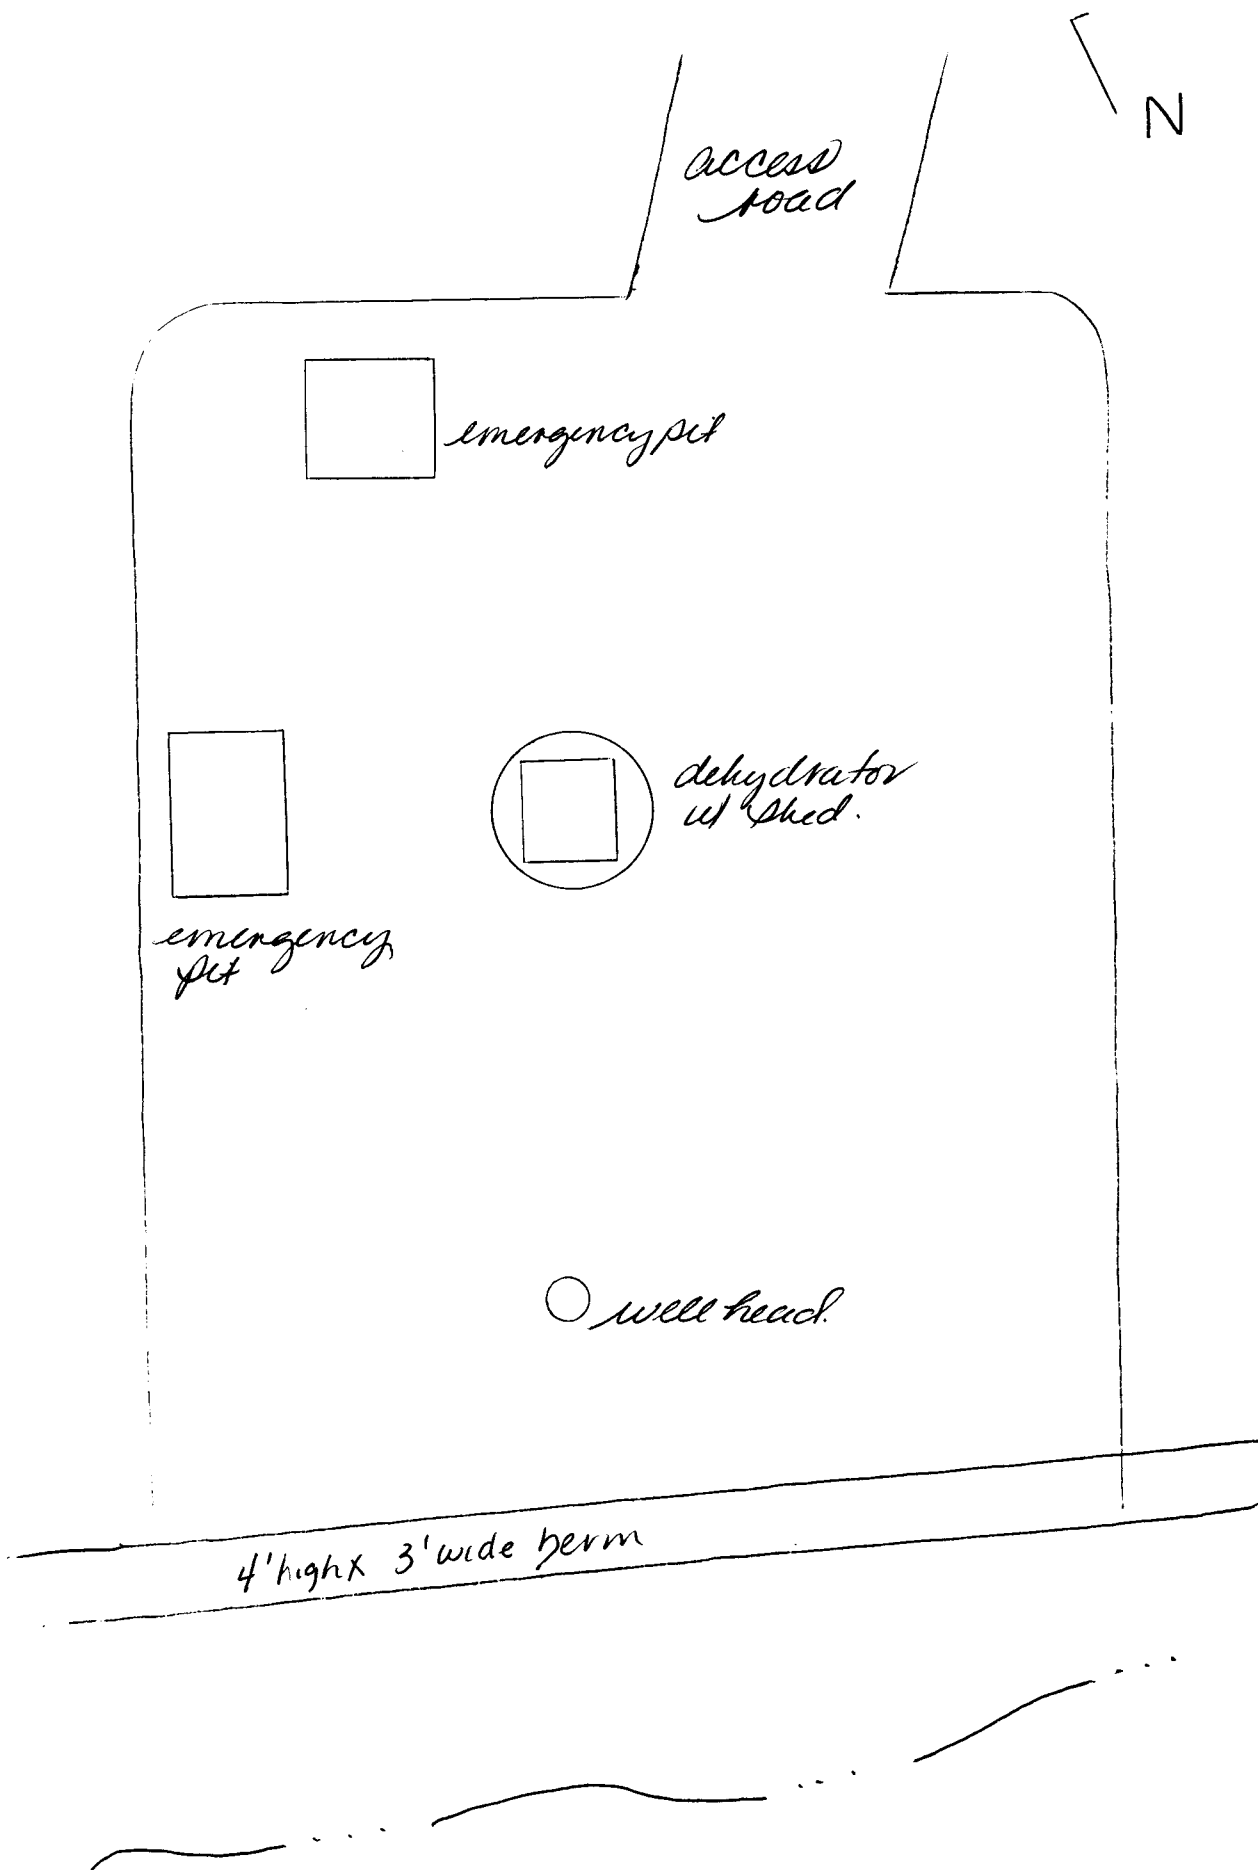 N
access
road
emergency pit
dehydrator
w/ shed.
emergency
pit
well head.
4' high x 3' wide berm